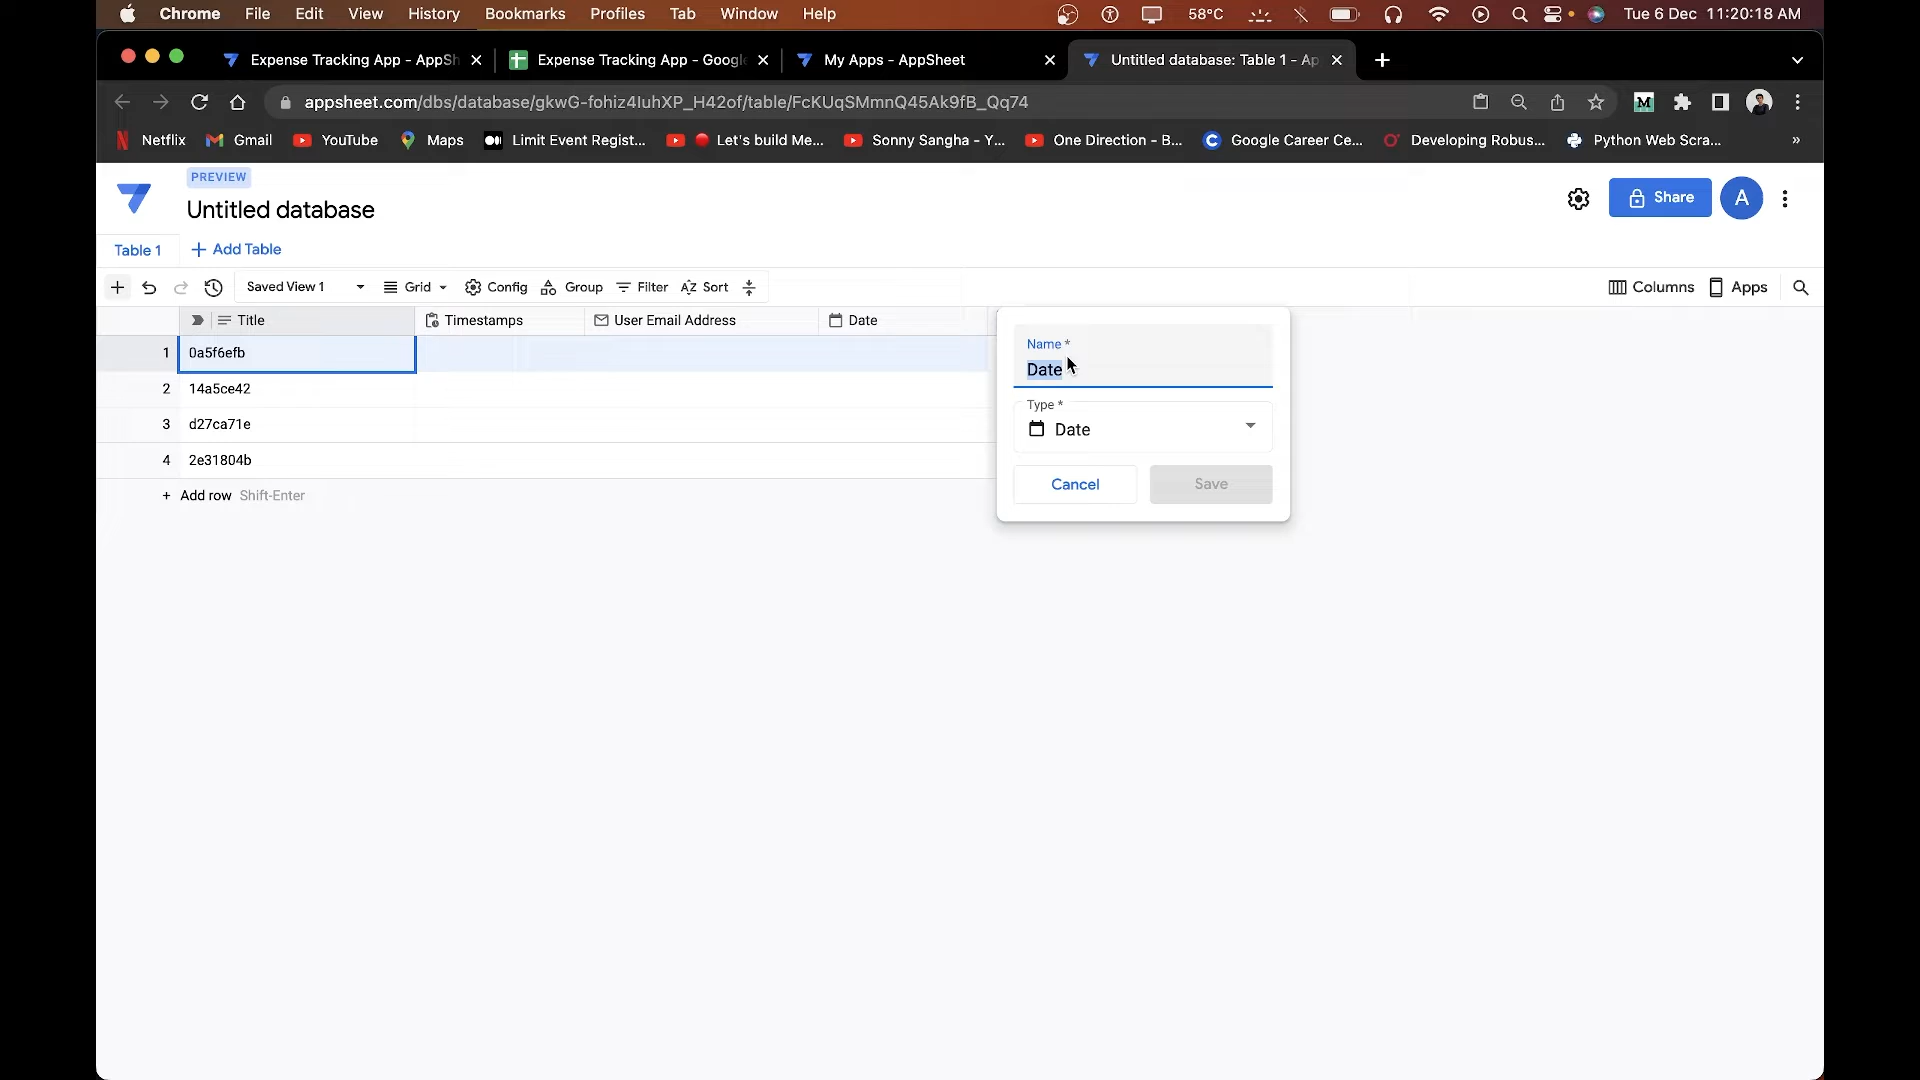 Chrome File Edit View History Bookmarks Profiles Tab Window Help 58°C Tue 6 Dec 11:20:18 AM
Expense Tracking App - AppSh Expense Tracking App - Google My Apps - AppSheet Untitled database: Table 1 - Ap
appsheet.com/dbs/database/gkwG-fohiz4IuhXP_H42of/table/FcKUqSMmnQ45Ak9fB_Qq74
Netflix Gmail YouTube Maps Limit Event Regist... Let's build Me... Sonny Sangha - Y... One Direction - B... Google Career Ce... Developing Robus... Python Web Scra... »
PREVIEW
Untitled database
Share A
Table 1 + Add Table
Saved View 1 Grid Config Group Filter Sort Columns Apps
Title Timestamps User Email Address Date
1 0a5f6efb
2 14a5ce42
3 d27ca71e
4 2e31804b
+ Add row Shift-Enter
Name *
Date
Type *
Date
Cancel Save